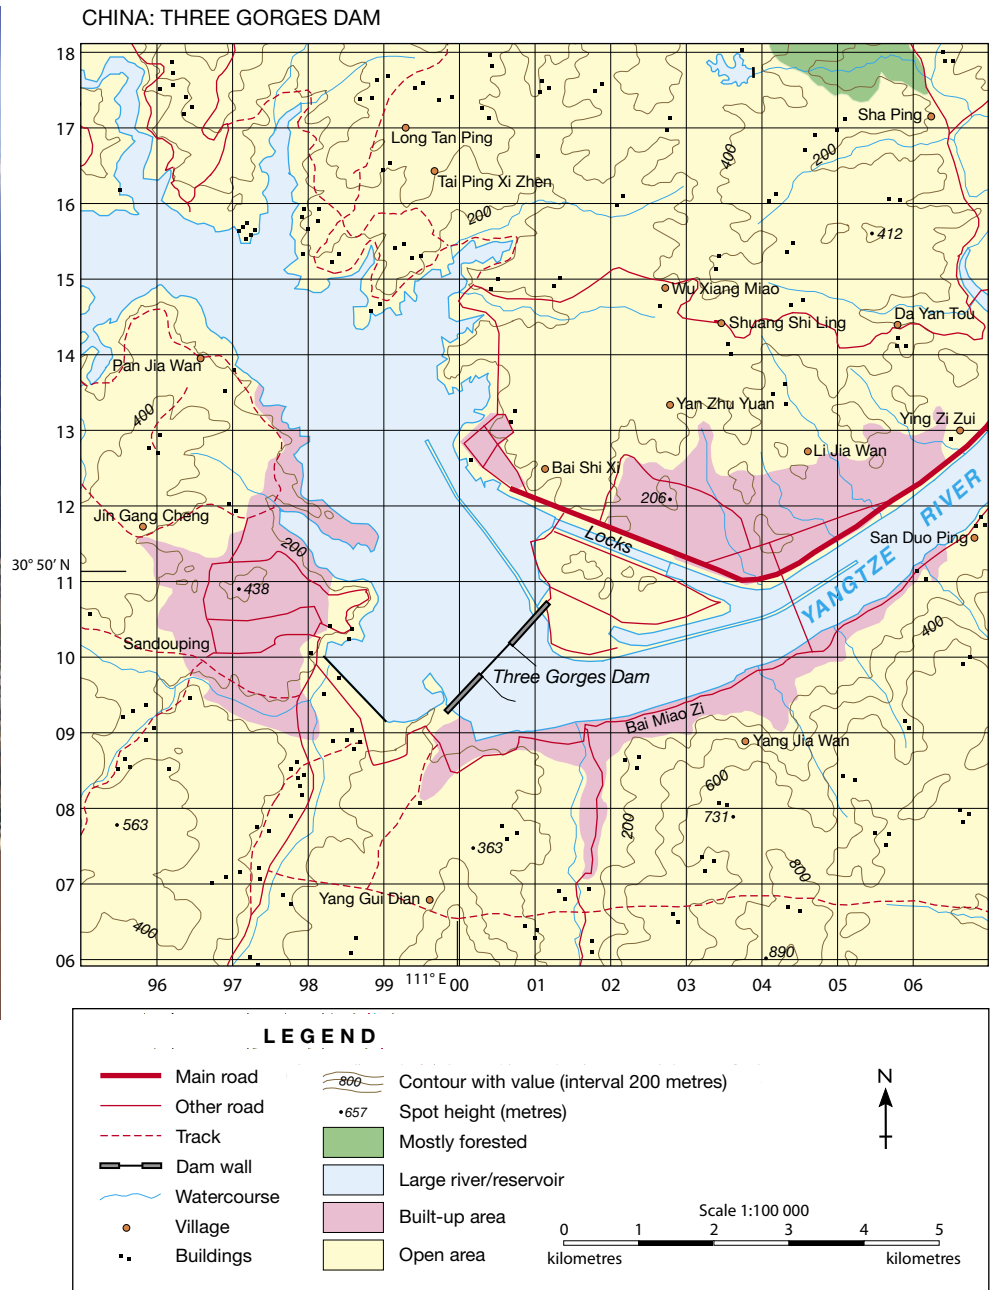 CHINA: THREE GORGES DAM
18
17
16
15
14
13
12
30° 50′ N
11
10
09
08
07
06
96
97
98
99
111° E
00
01
02
03
04
05
06
Sha Ping
Long Tan Ping
400
200
Tai Ping Xi Zhen
200
412
Wu Xiang Miao
Da Yan Tou
Shuang Shi Ling
Pan Jia Wan
400
Yan Zhu Yuan
Ying Zi Zui
Li Jia Wan
Bai Shi Xi
206
Jin Gang Cheng
200
Locks
YANGTZE RIVER
San Duo Ping
438
400
Sandouping
Three Gorges Dam
Bai Miao Zi
Yang Jia Wan
600
563
731
200
363
800
Yang Gui Dian
400
890
LEGEND
Main road
Other road
Track
Dam wall
Watercourse
Village
Buildings
800
Contour with value (interval 200 metres)
657
Spot height (metres)
Mostly forested
Large river/reservoir
Built-up area
Open area
N
Scale 1:100 000
0 1 2 3 4 5
kilometres kilometres